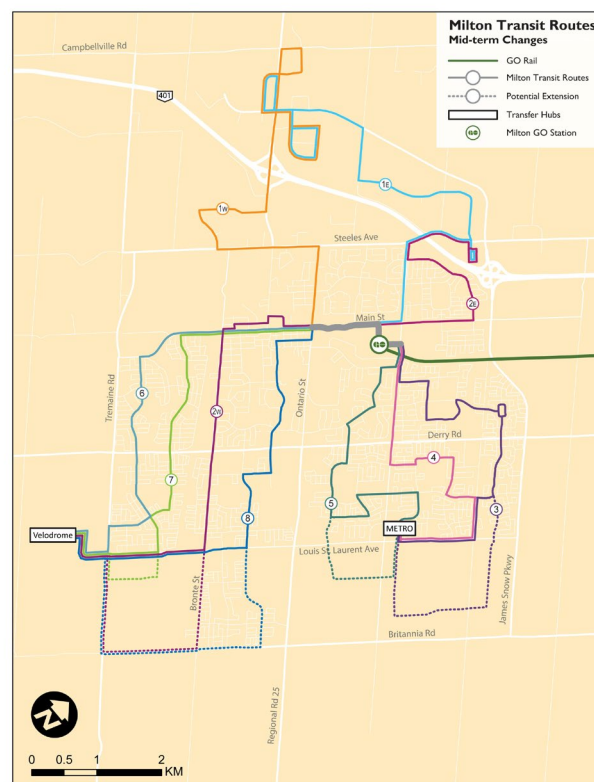 Milton Transit Routes
Mid-term Changes
GO Rail
Milton Transit Routes
Potential Extension
Transfer Hubs
GO
Milton GO Station
Campbellville Rd
401
1E
1W
Steeles Ave
2E
Main St
GO
Tremaine Rd
6
2W
Ontario St
Derry Rd
4
7
5
3
8
Velodrome
METRO
Louis St. Laurent Ave
Bronte St
James Snow Pkwy
Britannia Rd
Regional Rd 25
N
0 0.5 1 2
KM